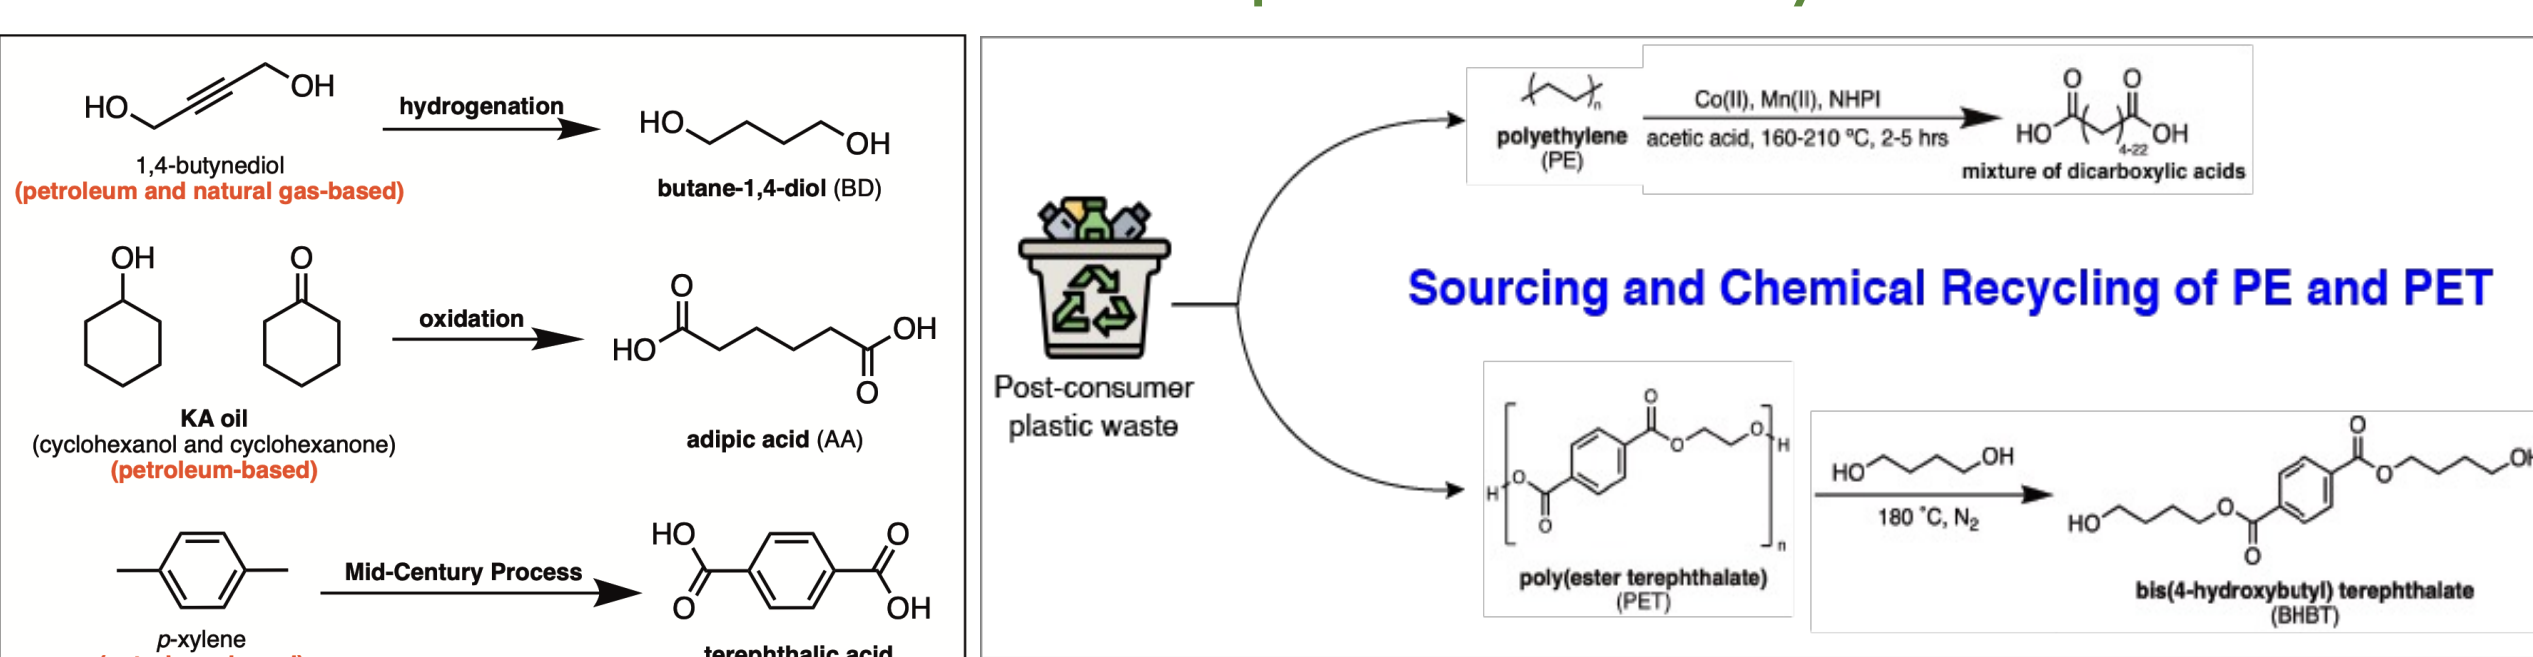 HO
OH
1,4-butynediol
(petroleum and natural gas-based)
hydrogenation
HO
OH
butane-1,4-diol (BD)
OH
O
KA oil
(cyclohexanol and cyclohexanone)
(petroleum-based)
oxidation
O
HO
OH
O
adipic acid (AA)
p-xylene
Mid-Century Process
HO
O
O
OH
terephthalic acid
Post-consumer
plastic waste
n
polyethylene
(PE)
Co(II), Mn(II), NHPI
acetic acid, 160-210 ºC, 2-5 hrs
O
O
HO
OH
4-22
mixture of dicarboxylic acids
Sourcing and Chemical Recycling of PE and PET
O
O
O
H
H
O
O
n
poly(ester terephthalate)
(PET)
HO
OH
180 ˚C, N2
O
O
OH
HO
O
O
bis(4-hydroxybutyl) terephthalate
(BHBT)